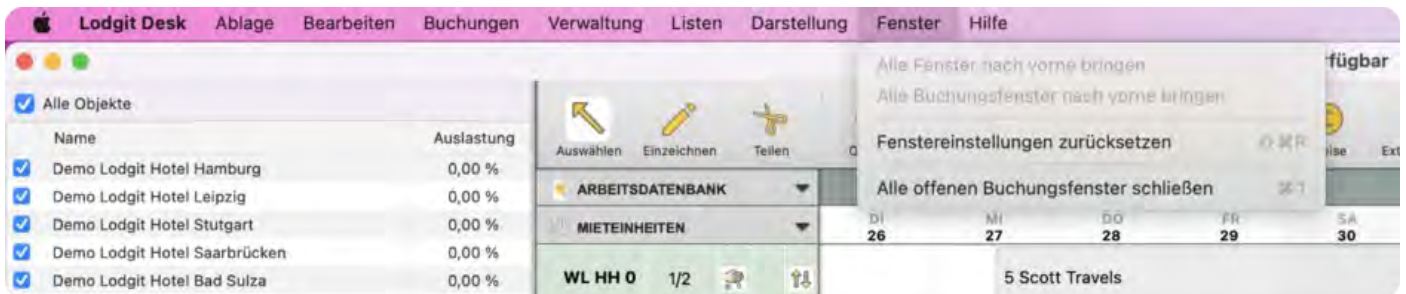 Lodgit Desk Ablage Bearbeiten Buchungen Verwaltung Listen Darstellung Fenster Hilfe
Alle Fenster nach vorne bringen
fügbar
Alle Buchungsfenster nach vorne bringen
Alle Objekte
Name Auslastung
Fenstereinstellungen zurücksetzen
Auswählen Einzeichnen Teilen
Ext
Demo Lodgit Hotel Hamburg 0,00 %
Alle offenen Buchungsfenster schließen
Demo Lodgit Hotel Leipzig 0,00 %
ARBEITSDATENBANK
Demo Lodgit Hotel Stutgart 0,00 %
MIETEINHEITEN
DI MI DO FR SA
26 27 28 29 30
Demo Lodgit Hotel Saarbrücken 0,00 %
Demo Lodgit Hotel Bad Sulza 0,00 %
WL HH 0 1/2
5 Scott Travels